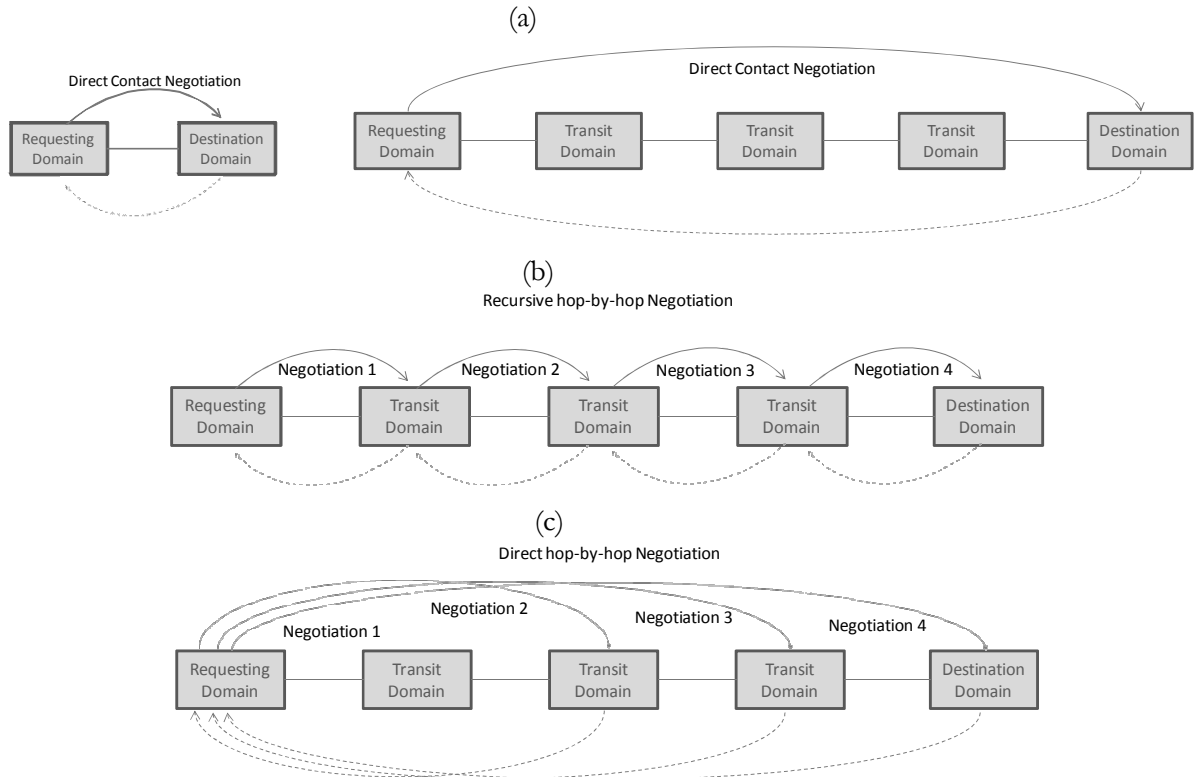 (a)
Direct Contact Negotiation
Requesting
Domain
Destination
Domain
Direct Contact Negotiation
Requesting
Domain
Transit
Domain
Transit
Domain
Transit
Domain
Destination
Domain
(b)
Recursive hop-by-hop Negotiation
Negotiation 1
Negotiation 2
Negotiation 3
Negotiation 4
Requesting
Domain
Transit
Domain
Transit
Domain
Transit
Domain
Destination
Domain
(c)
Direct hop-by-hop Negotiation
Negotiation 1
Negotiation 2
Negotiation 3
Negotiation 4
Requesting
Domain
Transit
Domain
Transit
Domain
Transit
Domain
Destination
Domain